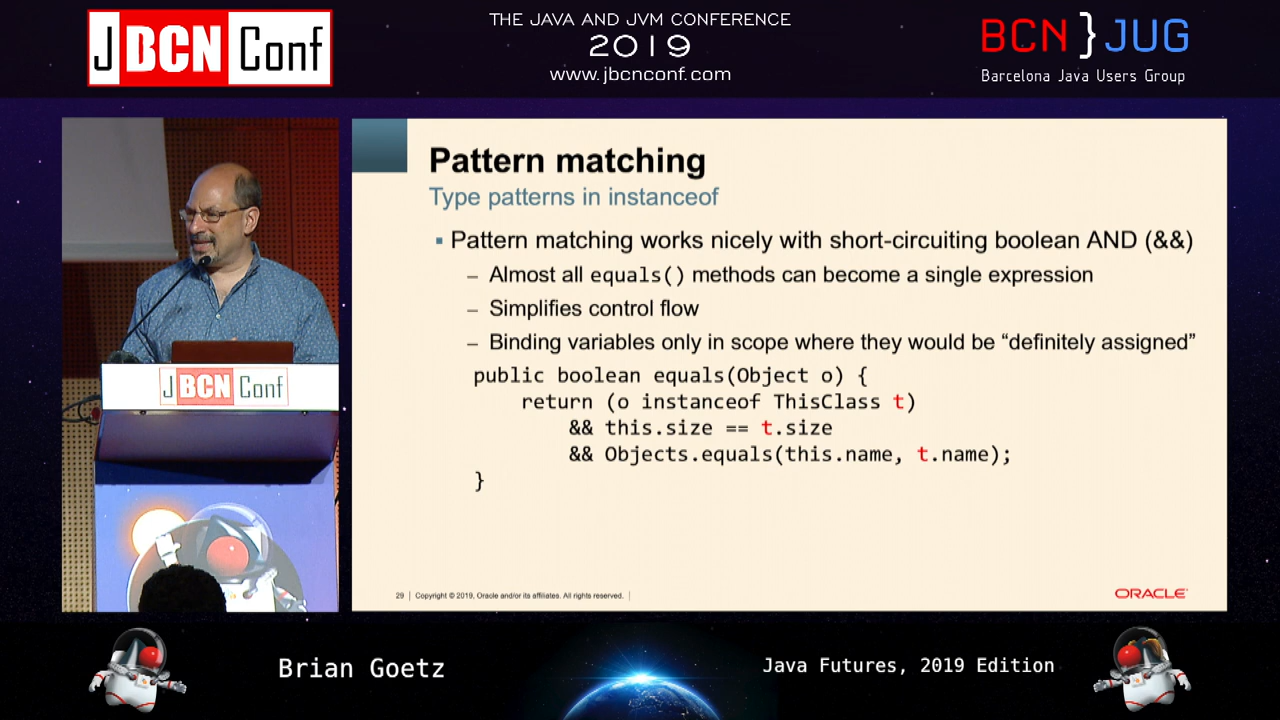 J BCN Conf
THE JAVA AND JVM CONFERENCE
2019
www.jbcnconf.com
BCN } JUG
Barcelona Java Users Group
Pattern matching
Type patterns in instanceof
▪ Pattern matching works nicely with short-circuiting boolean AND (&&)
– Almost all equals() methods can become a single expression
– Simplifies control flow
– Binding variables only in scope where they would be “definitely assigned”
public boolean equals(Object o) {
    return (o instanceof ThisClass t)
        && this.size == t.size
        && Objects.equals(this.name, t.name);
}
29 | Copyright © 2019, Oracle and/or its affiliates. All rights reserved. |
ORACLE
J BCN Conf
Brian Goetz
Java Futures, 2019 Edition